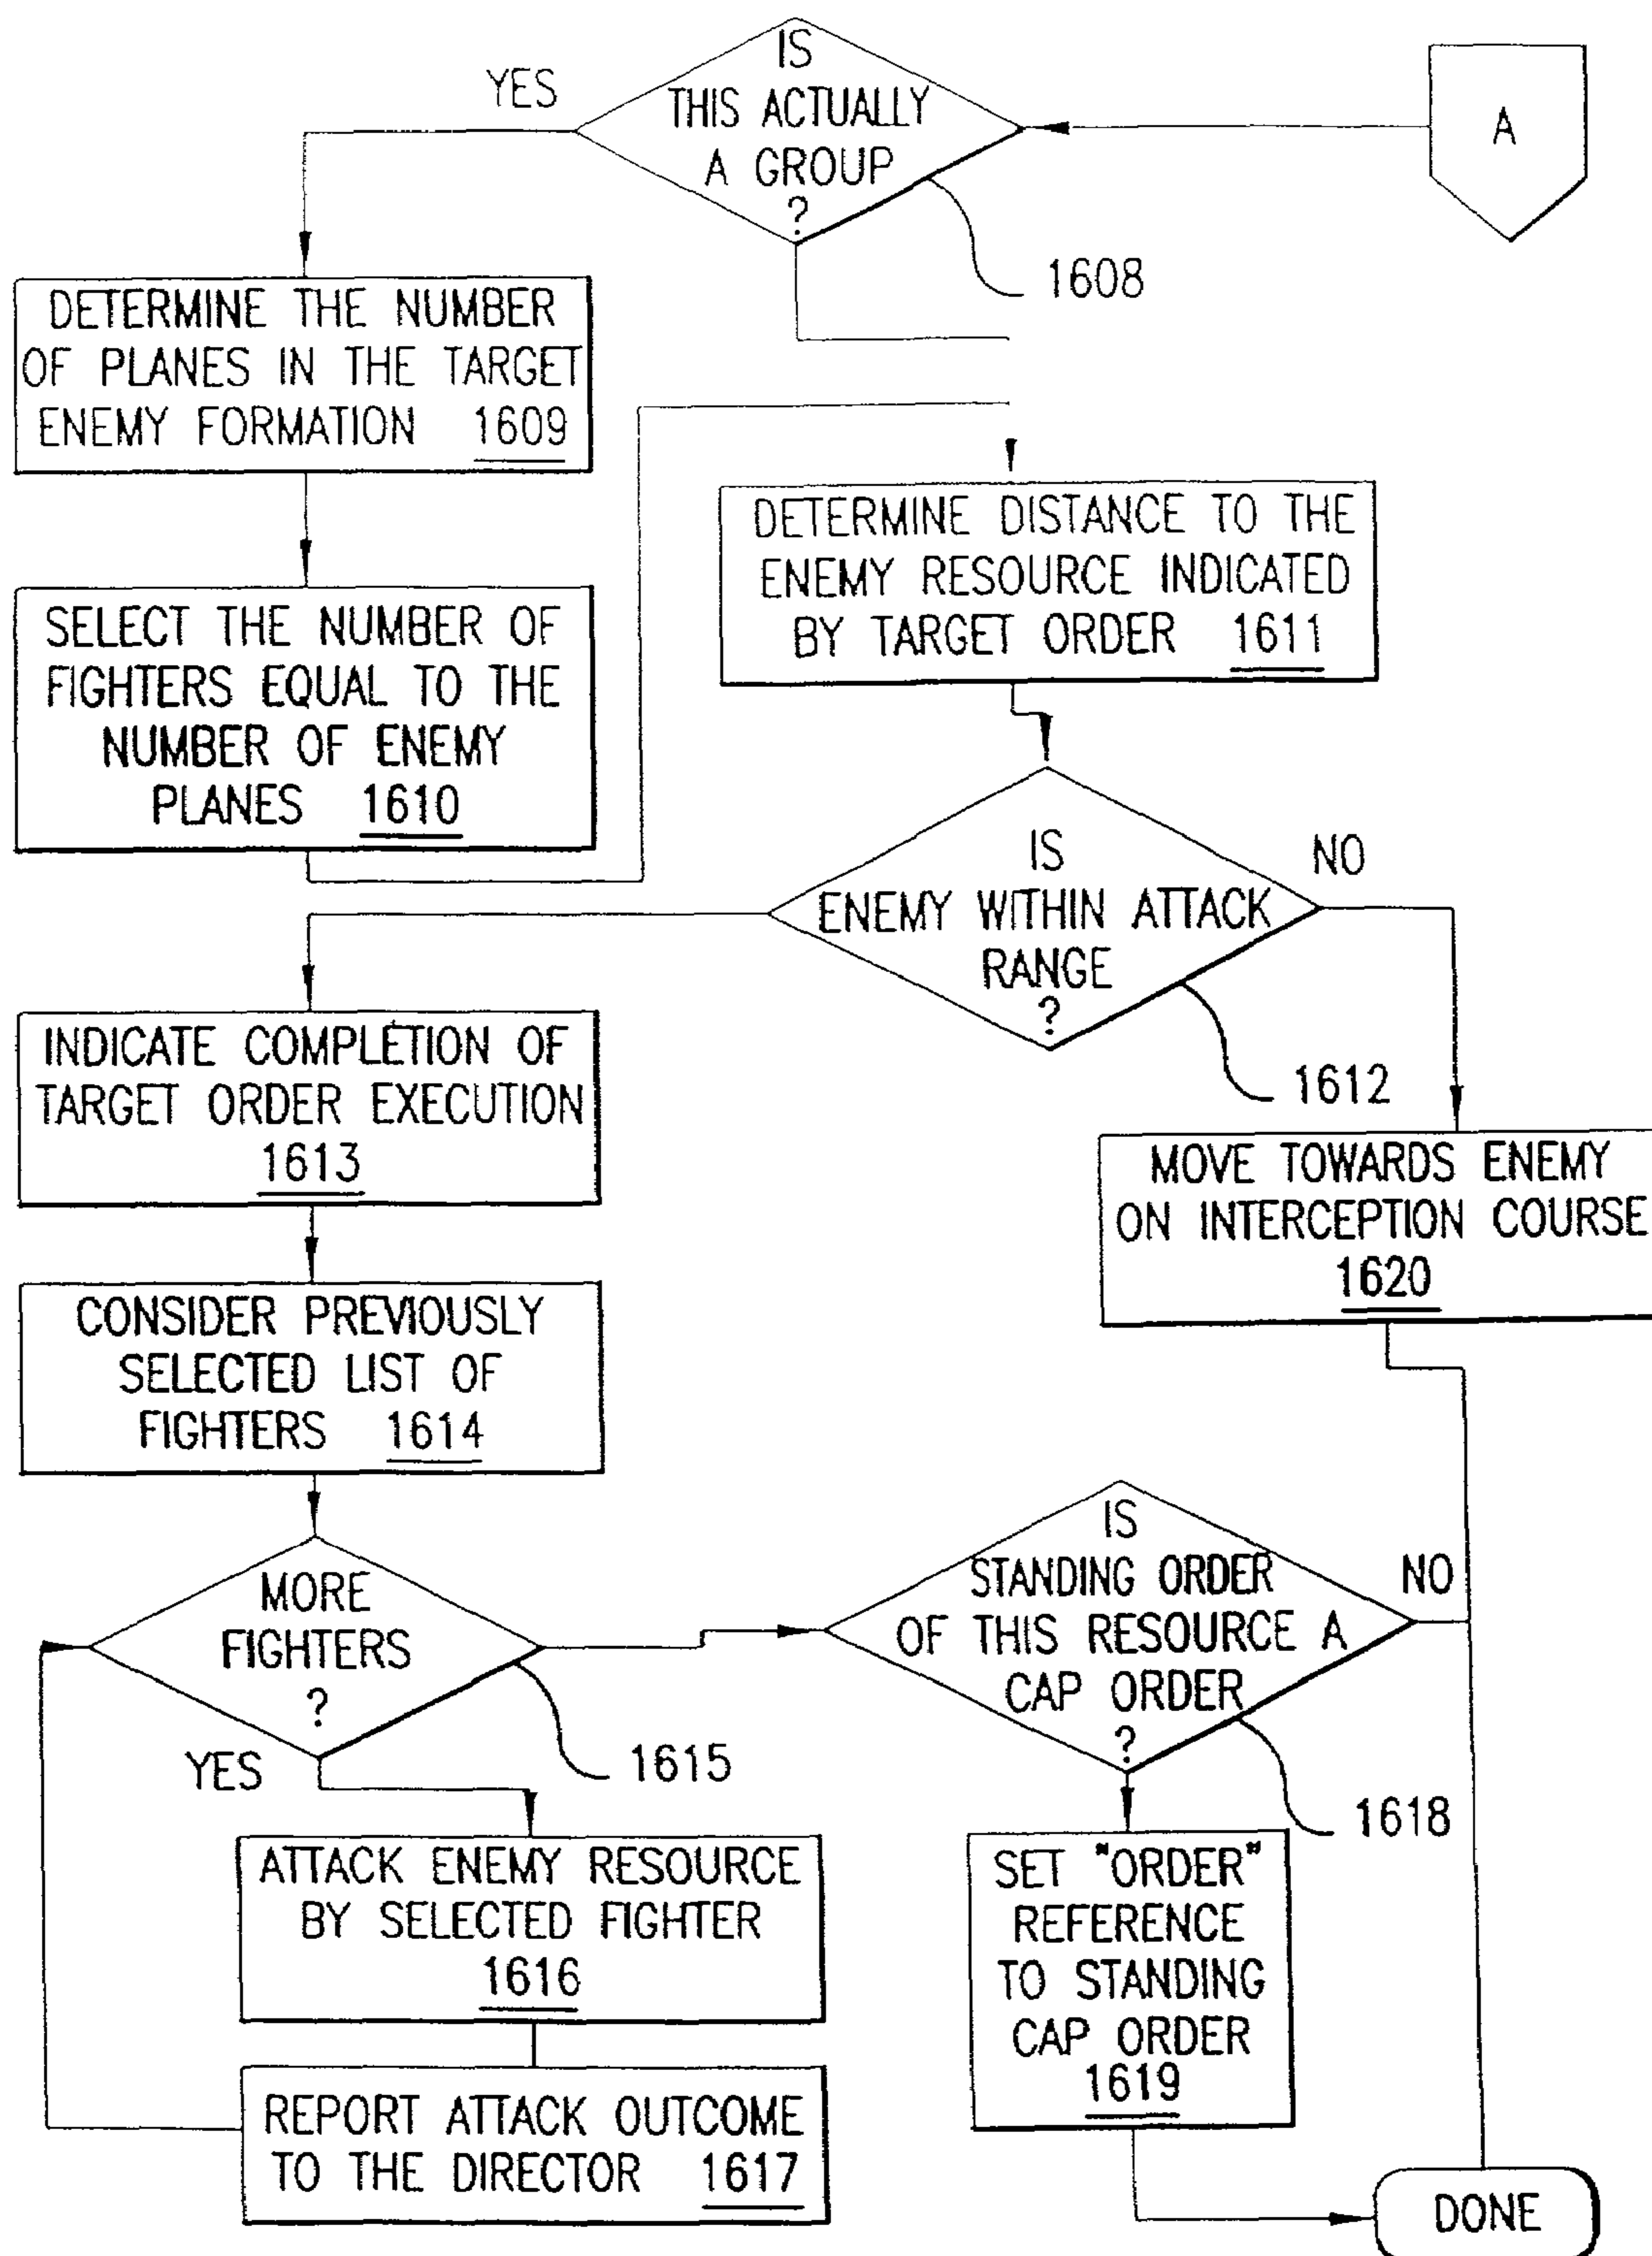 IS
THIS ACTUALLY
A GROUP
?
YES
A
1608
DETERMINE THE NUMBER
OF PLANES IN THE TARGET
ENEMY FORMATION 1609
SELECT THE NUMBER OF
FIGHTERS EQUAL TO THE
NUMBER OF ENEMY
PLANES 1610
DETERMINE DISTANCE TO THE
ENEMY RESOURCE INDICATED
BY TARGET ORDER 1611
IS
ENEMY WITHIN ATTACK
RANGE
?
NO
1612
INDICATE COMPLETION OF
TARGET ORDER EXECUTION
1613
MOVE TOWARDS ENEMY
ON INTERCEPTION COURSE
1620
CONSIDER PREVIOUSLY
SELECTED LIST OF
FIGHTERS 1614
MORE
FIGHTERS
?
YES
1615
IS
STANDING ORDER
OF THIS RESOURCE A
CAP ORDER
?
NO
1618
ATTACK ENEMY RESOURCE
BY SELECTED FIGHTER
1616
REPORT ATTACK OUTCOME
TO THE DIRECTOR 1617
SET "ORDER"
REFERENCE
TO STANDING
CAP ORDER
1619
DONE